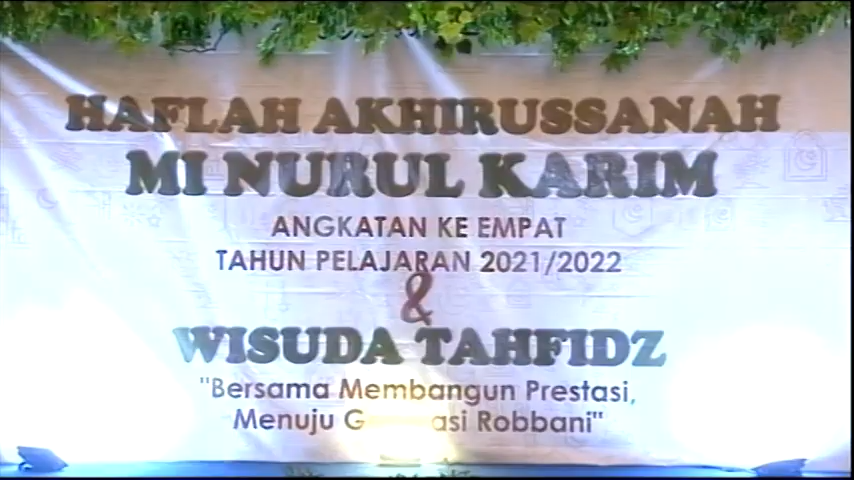 HAFLAH AKHIRUSSANAH
MI NURUL KARIM
ANGKATAN KE EMPAT
TAHUN PELAJARAN 2021/2022
&
WISUDA TAHFIDZ
"Bersama Membangun Prestasi,
Menuju Robbani"